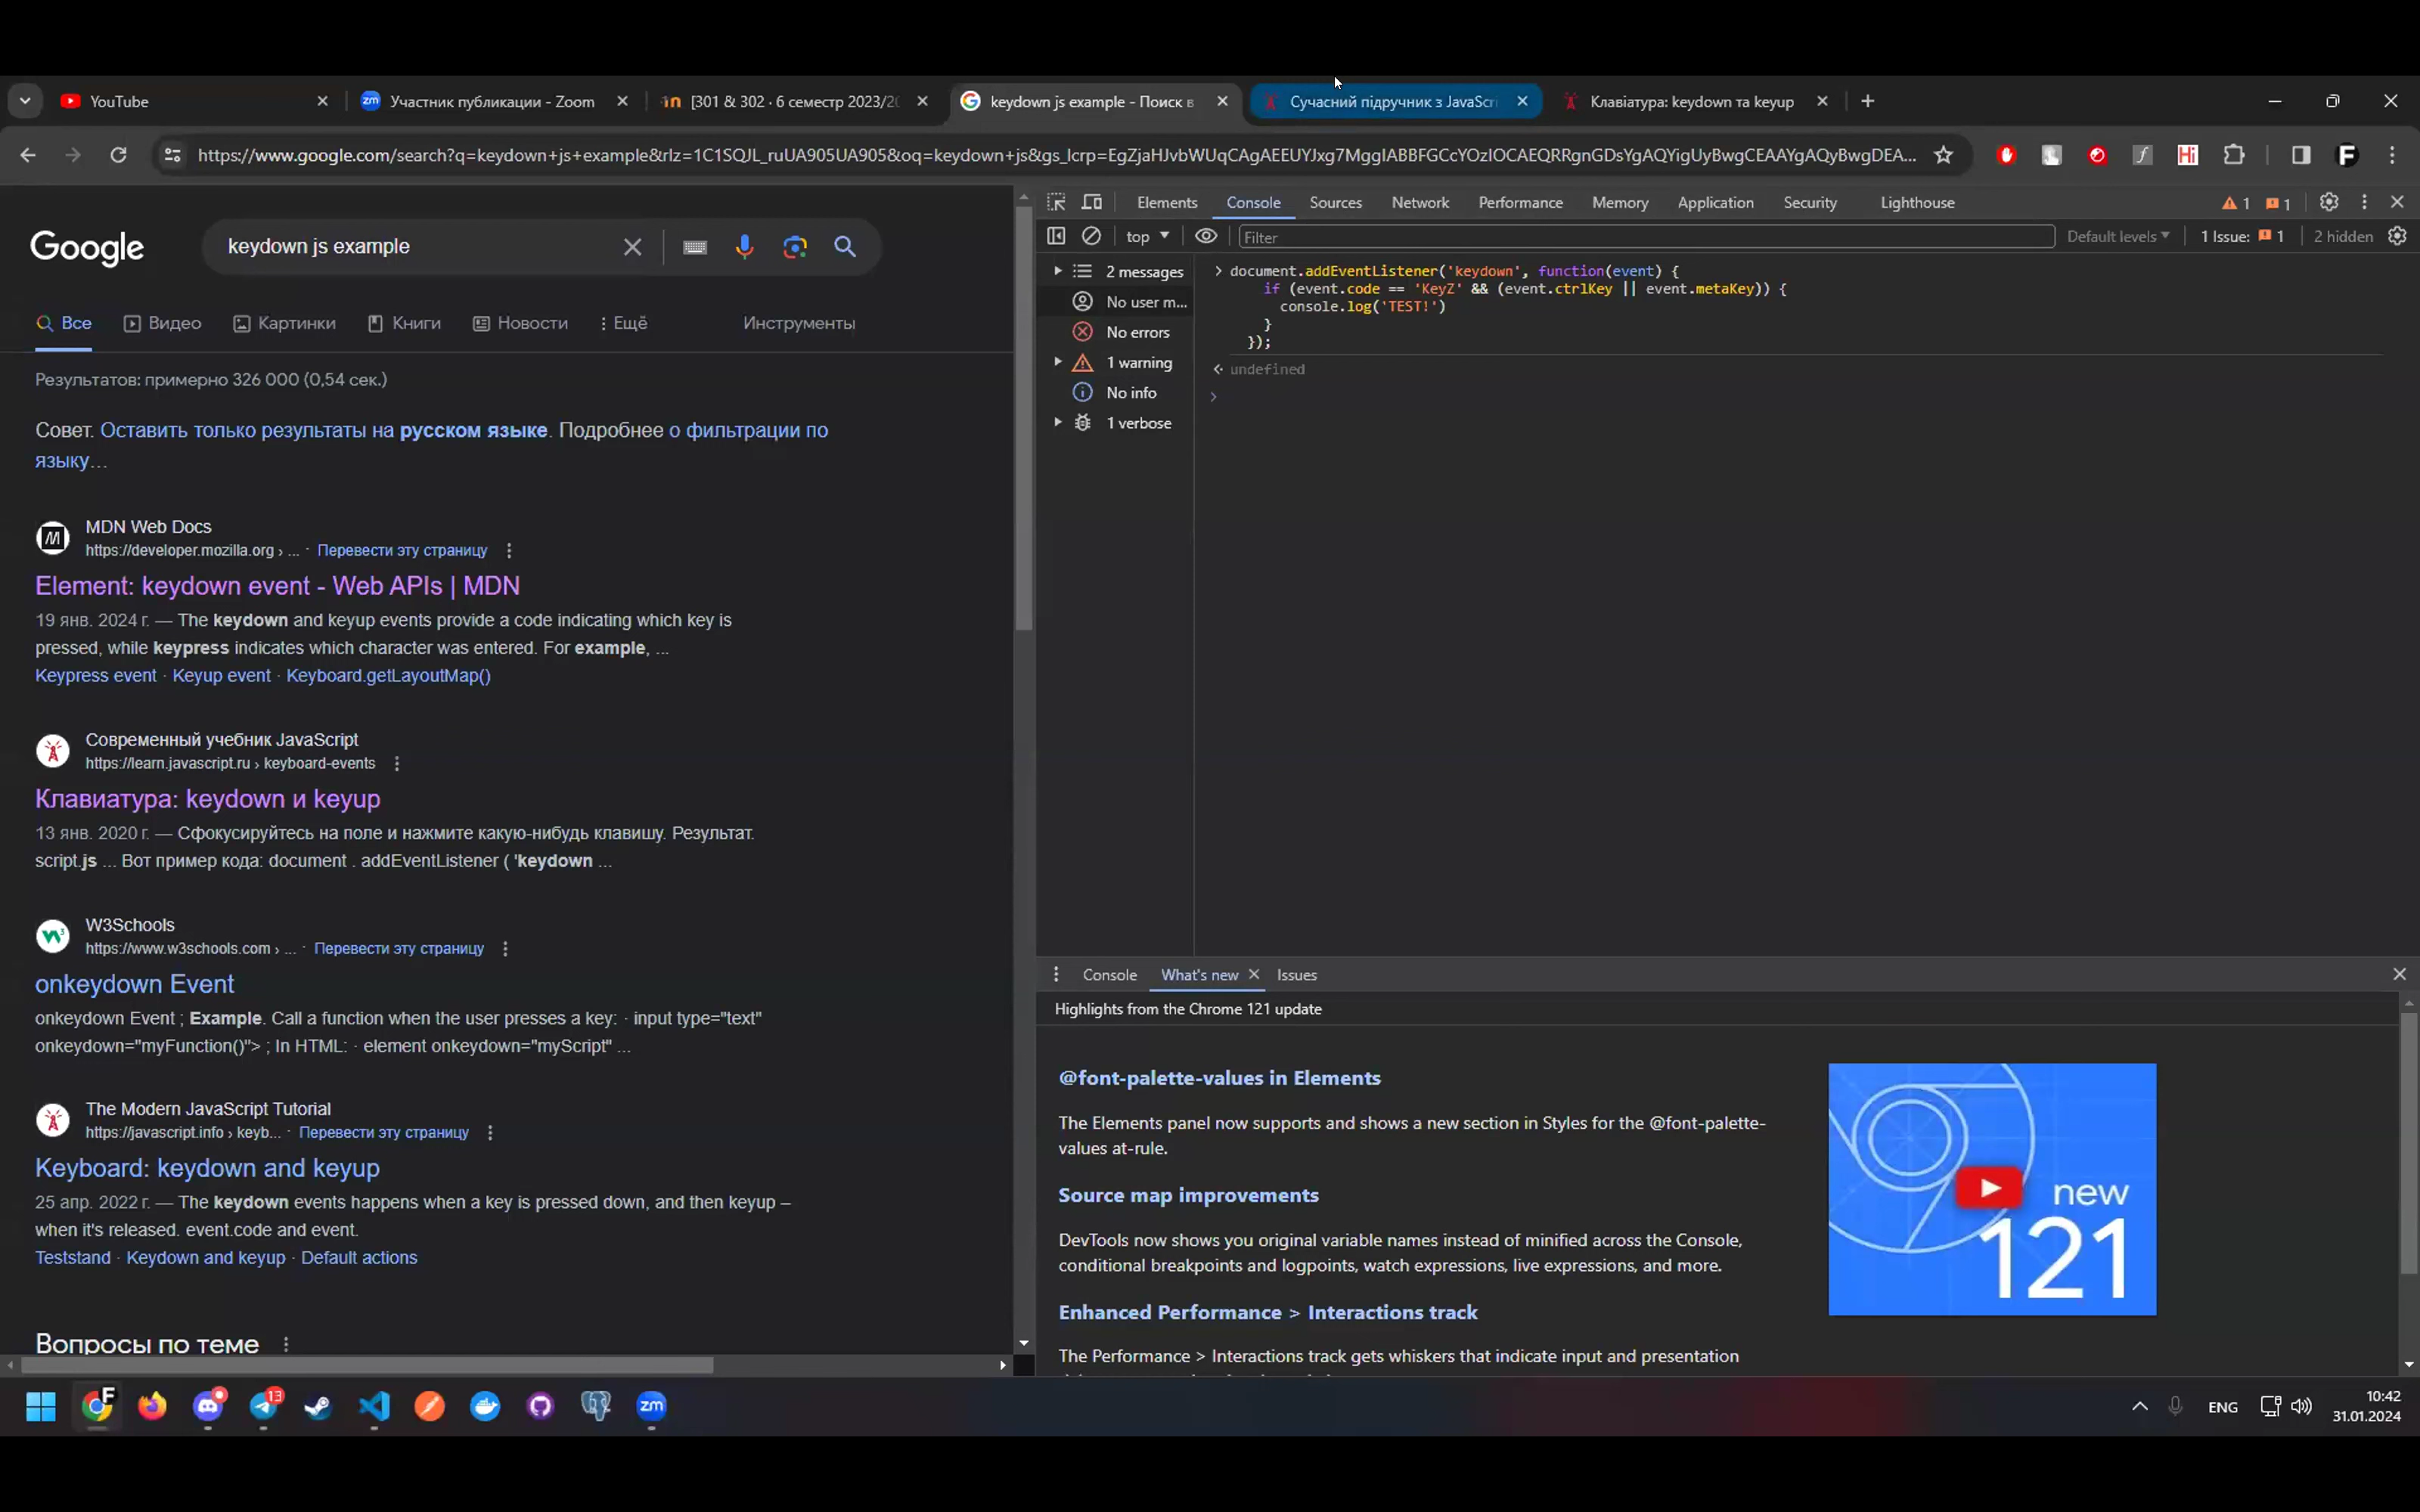 YouTube
Участник публикации - Zoom
[301 & 302 · 6 семестр 2023/20
keydown js example - Поиск в
Сучасний підручник з JavaScri
Клавіатура: keydown та keyup
https://www.google.com/search?q=keydown+js+example&rlz=1C1SQJL_ruUA905UA905&oq=keydown+js&gs_lcrp=EgZjaHJvbWUqCAgAEEUYJxg7MggIABBFGCcYOzIOCAEQRRgnGDsYgAQYigUyBwgCEAAYgAQyBwgDEA...
Google
keydown js example
Все
Видео
Картинки
Книги
Новости
Ещё
Инструменты
Результатов: примерно 326 000 (0,54 сек.)
Совет. Оставить только результаты на русском языке. Подробнее о фильтрации по
языку…
MDN Web Docs
https://developer.mozilla.org › ... · Перевести эту страницу
Element: keydown event - Web APIs | MDN
19 янв. 2024 г. — The keydown and keyup events provide a code indicating which key is
pressed, while keypress indicates which character was entered. For example, ...
Keypress event · Keyup event · Keyboard.getLayoutMap()
Современный учебник JavaScript
https://learn.javascript.ru › keyboard-events
Клавиатура: keydown и keyup
13 янв. 2020 г. — Сфокусируйтесь на поле и нажмите какую-нибудь клавишу. Результат.
script.js ... Вот пример кода: document . addEventListener ( 'keydown ...
W3Schools
https://www.w3schools.com › ... · Перевести эту страницу
onkeydown Event
onkeydown Event ; Example. Call a function when the user presses a key: · input type="text"
onkeydown="myFunction()"> ; In HTML: · element onkeydown="myScript" ...
The Modern JavaScript Tutorial
https://javascript.info › keyb... · Перевести эту страницу
Keyboard: keydown and keyup
25 апр. 2022 г. — The keydown events happens when a key is pressed down, and then keyup –
when it's released. event.code and event.
Teststand · Keydown and keyup · Default actions
Вопросы по теме
Elements
Console
Sources
Network
Performance
Memory
Application
Security
Lighthouse
1
1
top
Filter
Default levels
1 Issue: 1
2 hidden
2 messages
No user m...
No errors
1 warning
No info
1 verbose
document.addEventListener('keydown', function(event) {
if (event.code == 'KeyZ' && (event.ctrlKey || event.metaKey)) {
console.log('TEST!')
}
});
undefined
Console
What's new
Issues
Highlights from the Chrome 121 update
@font-palette-values in Elements
The Elements panel now supports and shows a new section in Styles for the @font-palette-
values at-rule.
Source map improvements
DevTools now shows you original variable names instead of minified across the Console,
conditional breakpoints and logpoints, watch expressions, live expressions, and more.
Enhanced Performance > Interactions track
The Performance > Interactions track gets whiskers that indicate input and presentation
new
121
F
13
zm
ENG
10:42
31.01.2024